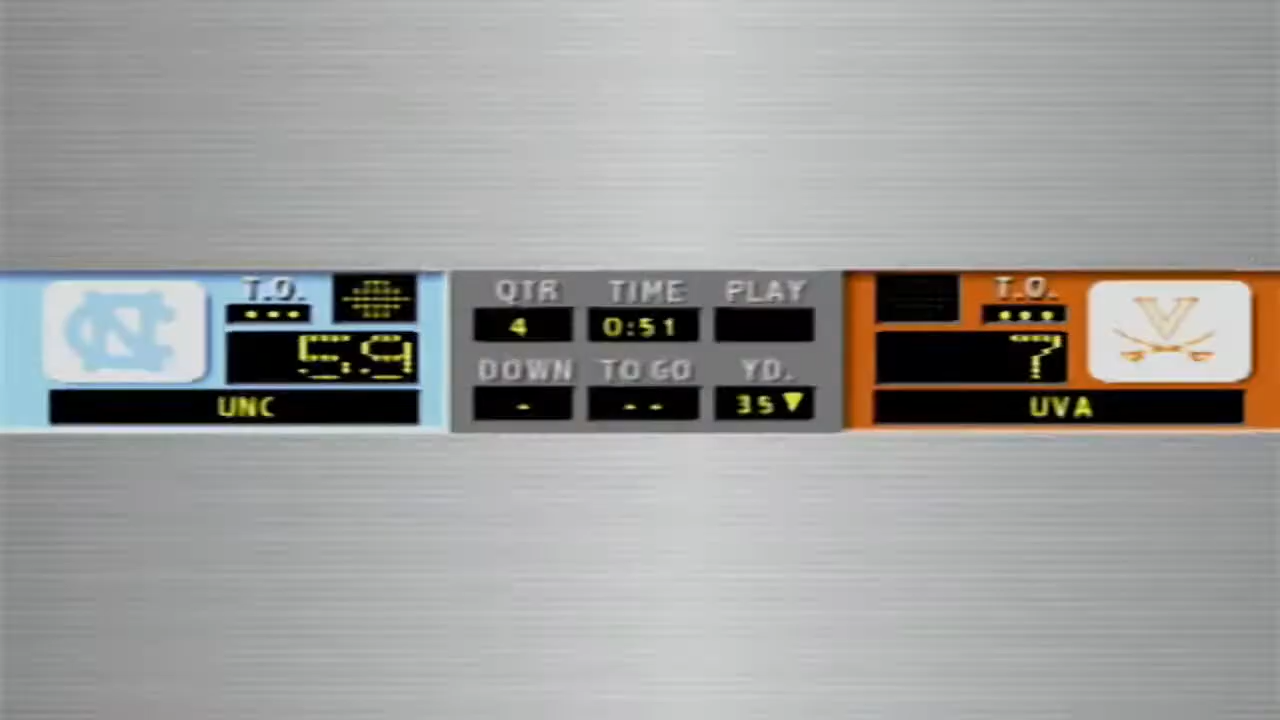 T.O.
59
UNC
QTR TIME PLAY
4 0:51
DOWN TO GO YD.
- -- 35▼
T.O.
7
UVA